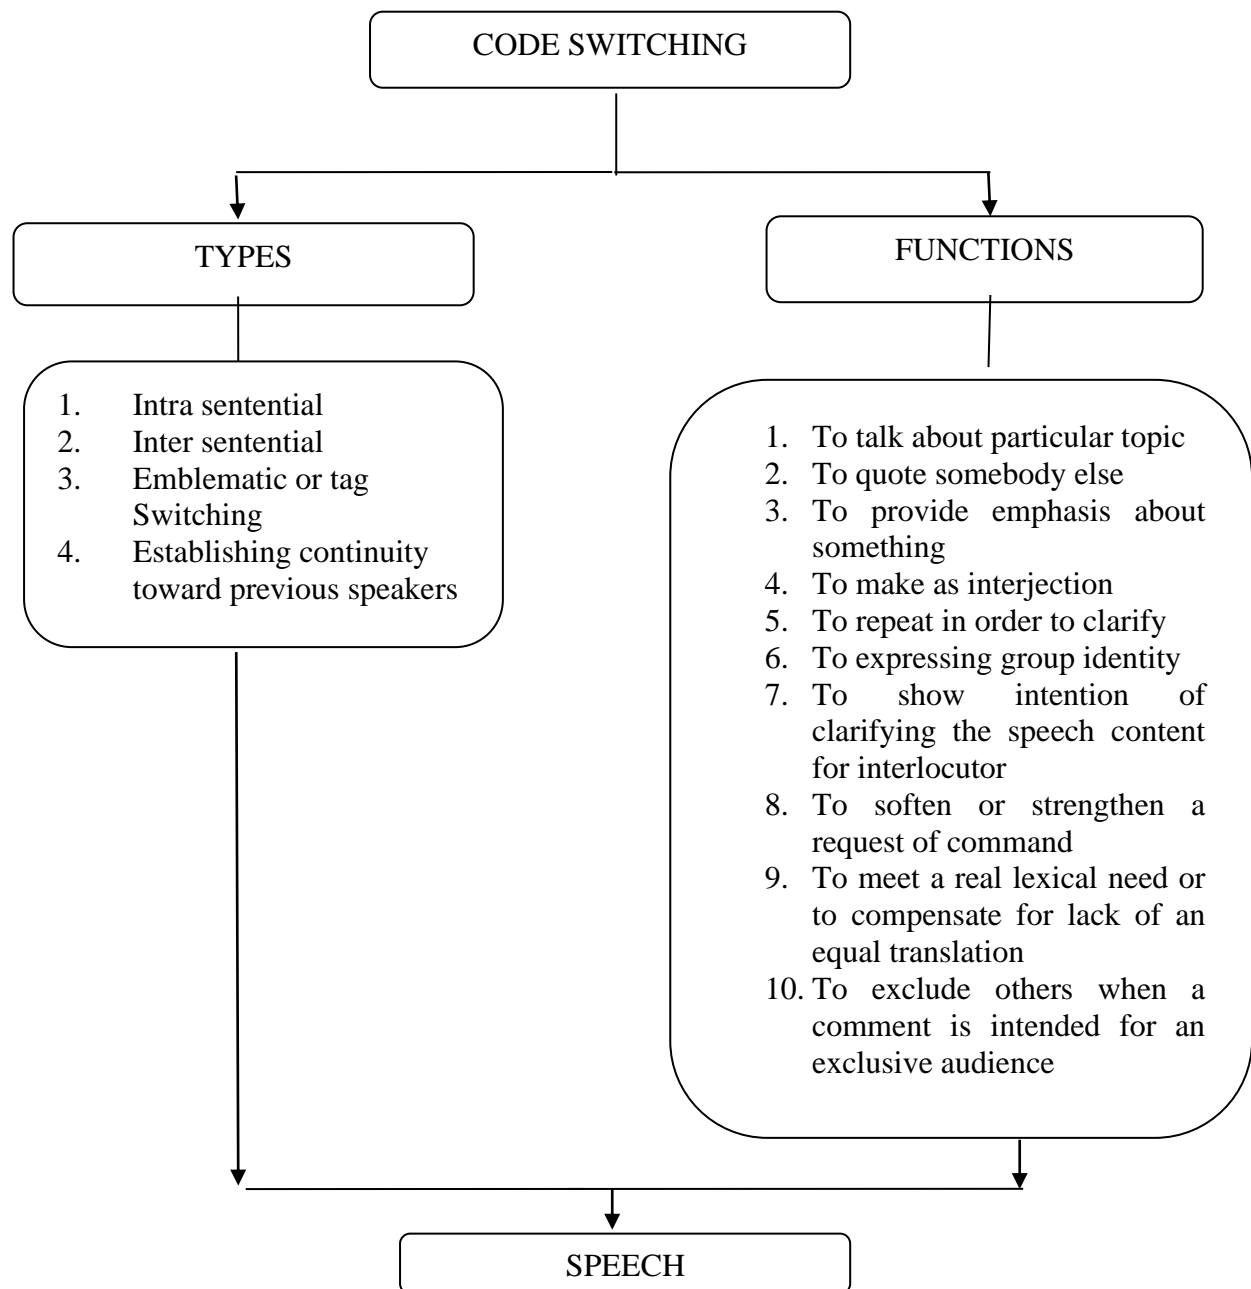 CODE SWITCHING
TYPES
1. Intra sentential
2. Inter sentential
3. Emblematic or tag
Switching
4. Establishing continuity
toward previous speakers
FUNCTIONS
1. To talk about particular topic
2. To quote somebody else
3. To provide emphasis about
something
4. To make as interjection
5. To repeat in order to clarify
6. To expressing group identity
7. To show intention of
clarifying the speech content
for interlocutor
8. To soften or strengthen a
request of command
9. To meet a real lexical need or
to compensate for lack of an
equal translation
10. To exclude others when a
comment is intended for an
exclusive audience
SPEECH